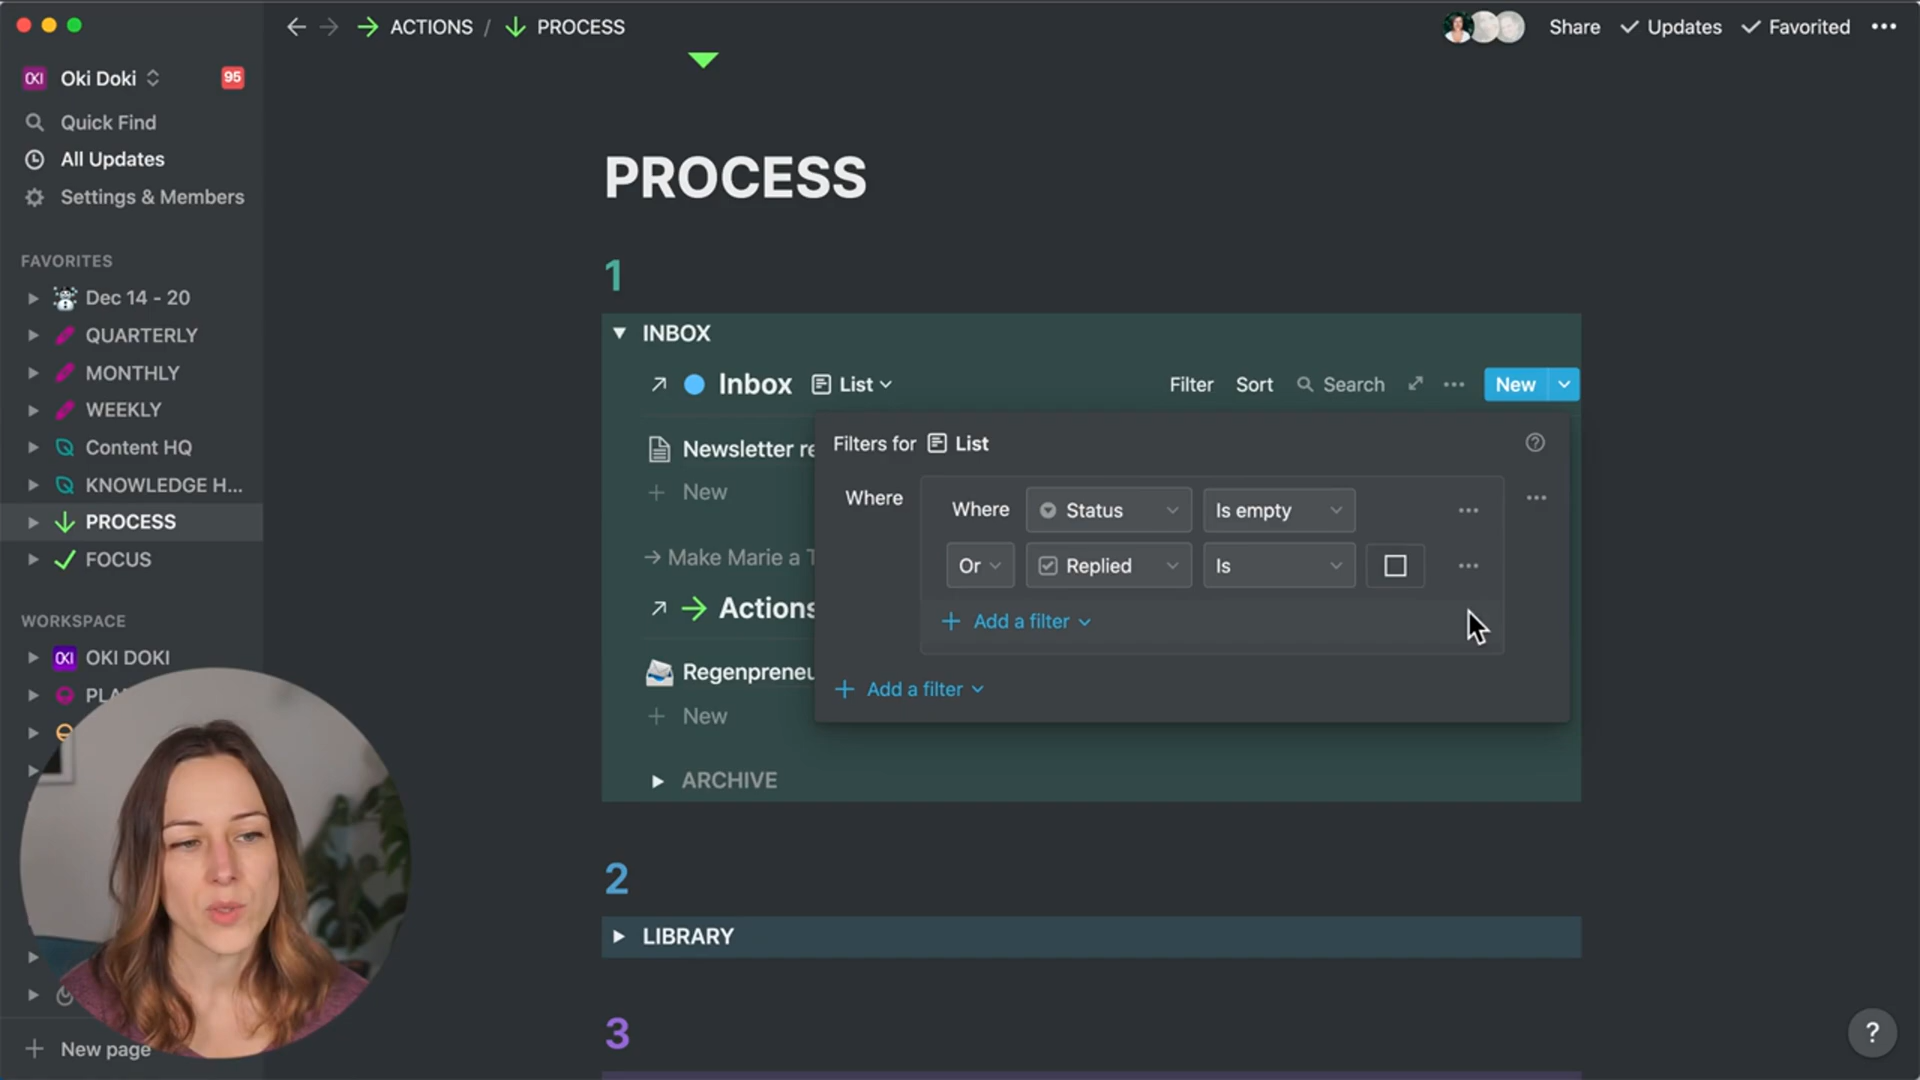 ACTIONS / PROCESS
Share Updates Favorited
OKI Oki Doki 95
Quick Find
All Updates
Settings & Members
FAVORITES
Dec 14 - 20
QUARTERLY
MONTHLY
WEEKLY
Content HQ
KNOWLEDGE H...
PROCESS
FOCUS
WORKSPACE
OKI OKI DOKI
New page
PROCESS
1
INBOX
Inbox List Filter Sort Search New
Newsletter
New
Make Marie a
Actions
Regenpreneu
New
Filters for List
Where Where Status Is empty
Or Replied Is
+ Add a filter
+ Add a filter
ARCHIVE
2
LIBRARY
3
?